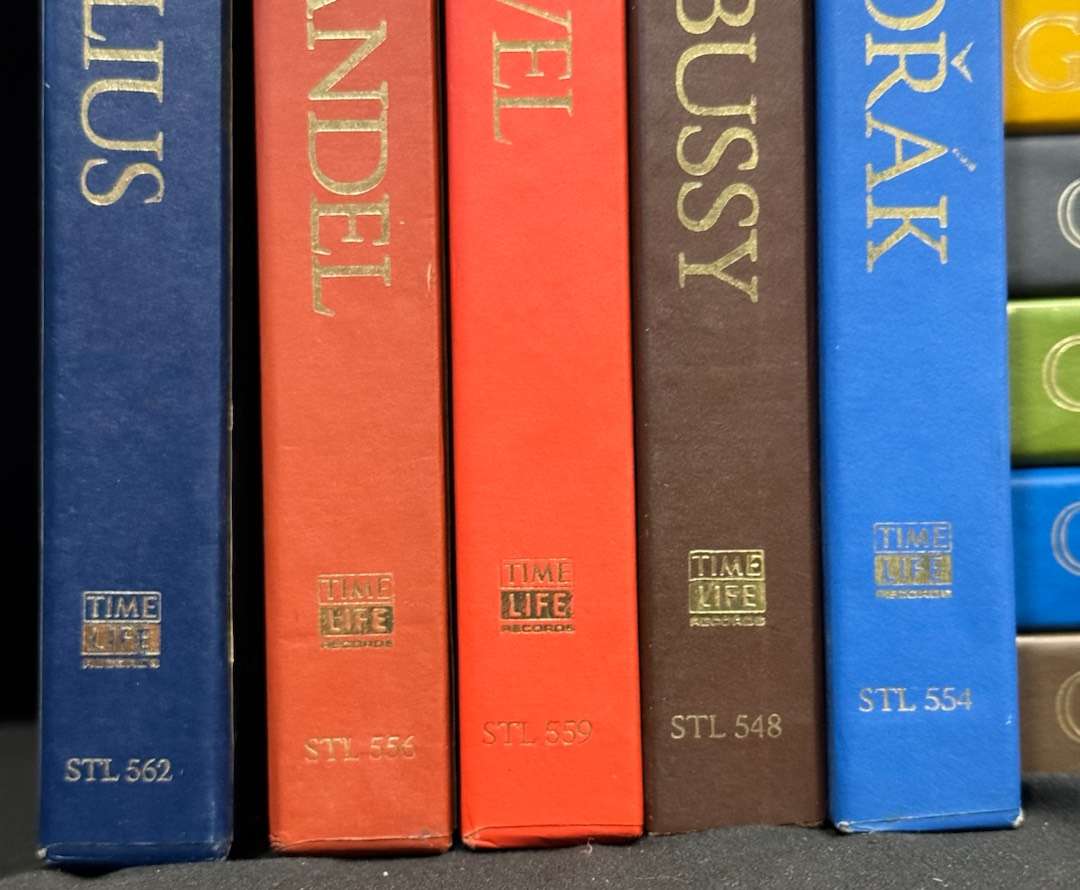 LIUS
TIME
LIFE
RECORDS
STL 562
ANDEL
TIME
LIFE
RECORDS
STL 556
VEL
TIME
LIFE
RECORDS
STL 559
BUSSY
TIME
LIFE
RECORDS
STL 548
OŘÁK
TIME
LIFE
RECORDS
STL 554
G